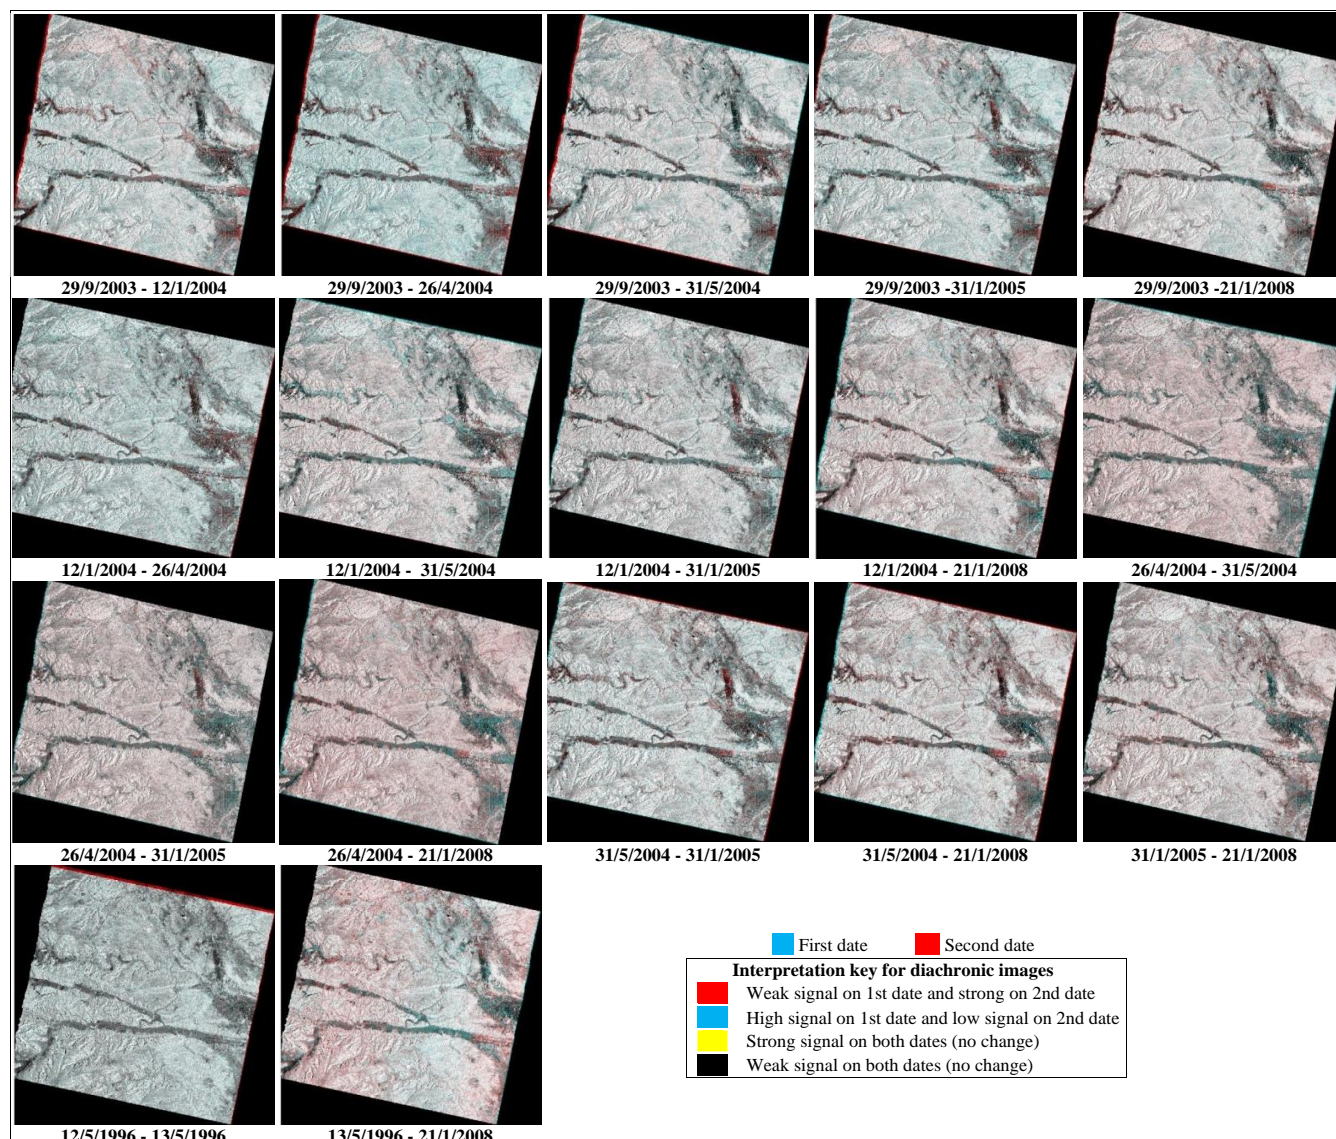 29/9/2003 - 12/1/2004
29/9/2003 - 26/4/2004
29/9/2003 - 31/5/2004
29/9/2003 -31/1/2005
29/9/2003 -21/1/2008
12/1/2004 - 26/4/2004
12/1/2004 - 31/5/2004
12/1/2004 - 31/1/2005
12/1/2004 - 21/1/2008
26/4/2004 - 31/5/2004
26/4/2004 - 31/1/2005
26/4/2004 - 21/1/2008
31/5/2004 - 31/1/2005
31/5/2004 - 21/1/2008
31/1/2005 - 21/1/2008
12/5/1996 - 13/5/1996
13/5/1996 - 21/1/2008
First date
Second date
Interpretation key for diachronic images
Weak signal on 1st date and strong on 2nd date
High signal on 1st date and low signal on 2nd date
Strong signal on both dates (no change)
Weak signal on both dates (no change)